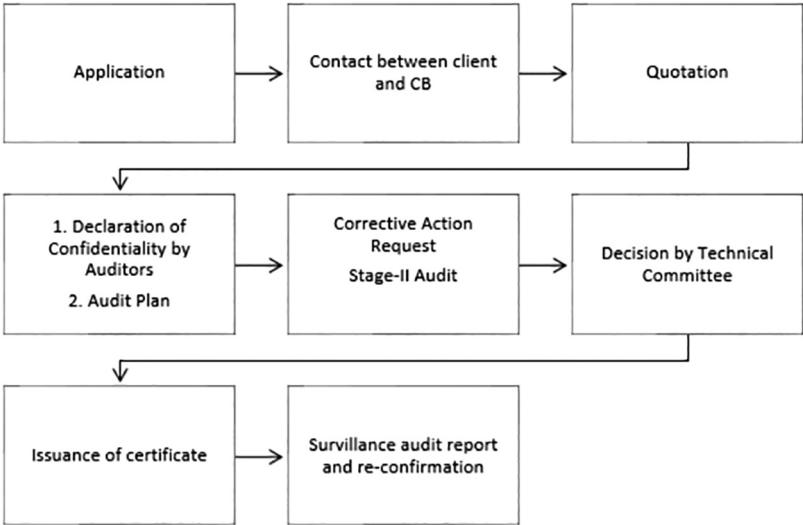 Application
Contact between client
and CB
Quotation
1. Declaration of
Confidentiality by
Auditors
2. Audit Plan
Corrective Action
Request
Stage-II Audit
Decision by Technical
Committee
Issuance of certificate
Survillance audit report
and re-confirmation